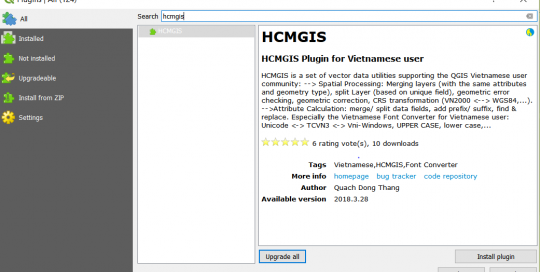 Plugins | All (124)
All
Installed
Not installed
Upgradeable
Install from ZIP
Settings
Search hcmgis
HCMGIS
HCMGIS
HCMGIS Plugin for Vietnamese user
HCMGIS is a set of vector data utilities supporting the QGIS Vietnamese user
community: --> Spatial Processing: Merging layers (with the same attributes
and geometry type), split Layer (based on unique field), geometric error
checking, geometric correction, CRS transformation (VN2000 <--> WGS84,...).
-->Attribute Calculation: merge/ split data fields, add prefix/ suffix, find &
replace. Especially the Vietnamese Font Converter for Vietnamese user:
Unicode <-> TCVN3 <-> Vni-Windows, UPPER CASE, lower case,...
6 rating vote(s), 10 downloads
Tags Vietnamese,HCMGIS,Font Converter
More info homepage bug tracker code repository
Author Quach Dong Thang
Available version 2018.3.28
Upgrade all
Install plugin